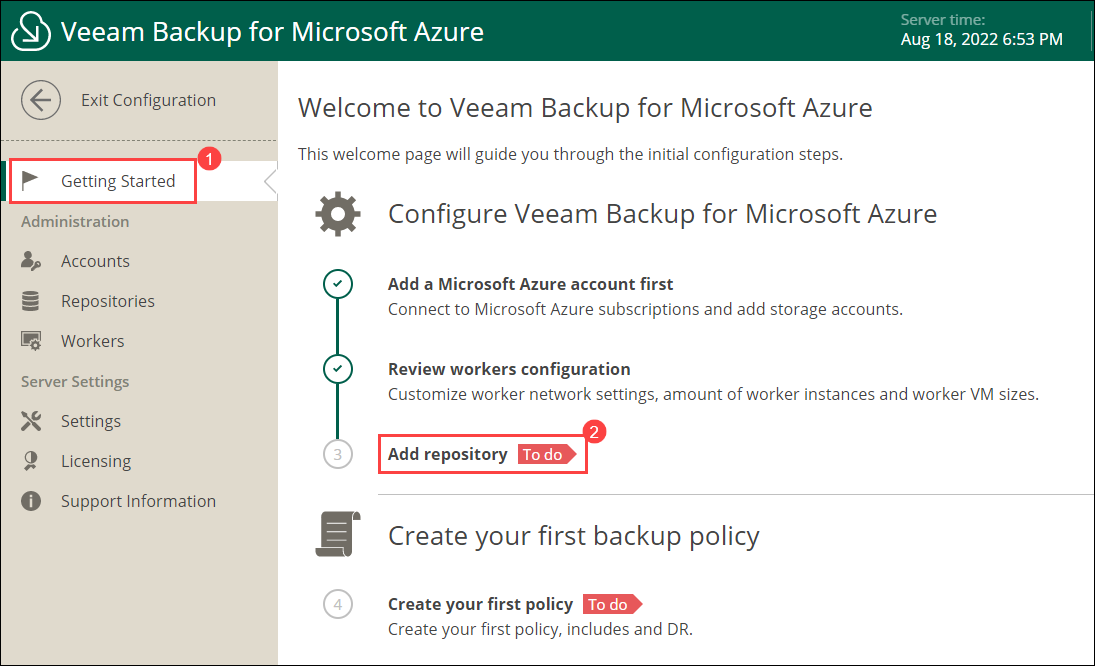 Veeam Backup for Microsoft Azure
Server time:
Aug 18, 2022 6:53 PM
Exit Configuration
Getting Started
1
Administration
Accounts
Repositories
Workers
Server Settings
Settings
Licensing
Support Information
Welcome to Veeam Backup for Microsoft Azure
This welcome page will guide you through the initial configuration steps.
Configure Veeam Backup for Microsoft Azure
Add a Microsoft Azure account first
Connect to Microsoft Azure subscriptions and add storage accounts.
Review workers configuration
Customize worker network settings, amount of worker instances and worker VM sizes.
2
3 Add repository To do
Create your first backup policy
4 Create your first policy To do
Create your first policy, includes and DR.